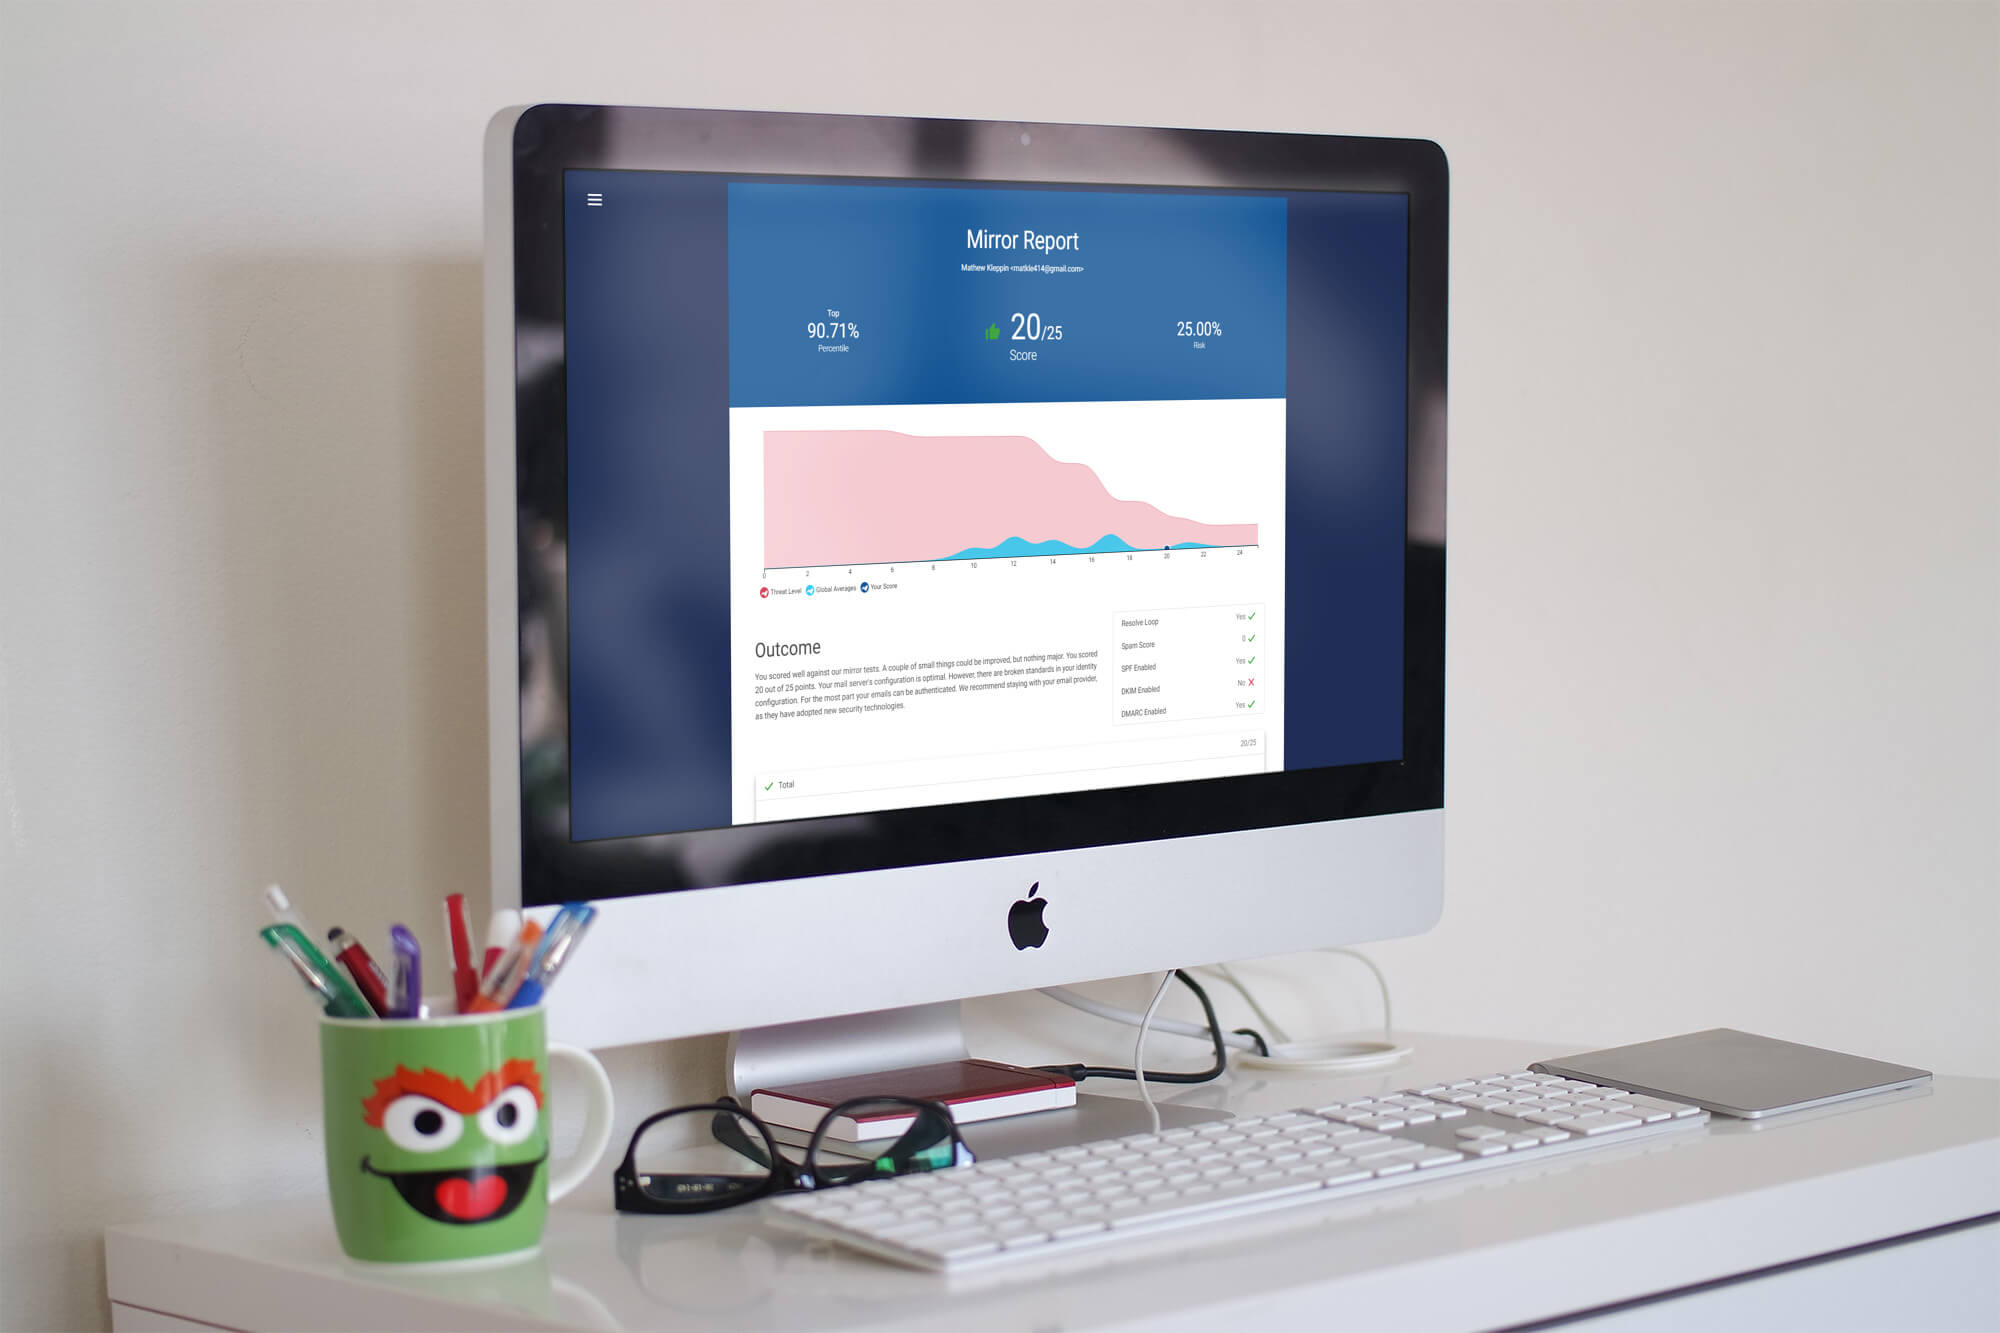 Mirror Report
Mathew Kleppin <matkle414@gmail.com>
Top
90.71%
Percentile
20/25
Score
25.00%
Risk
0 2 4 6 8 10 12 14 16 18 20 22 24
Threat Level Global Averages Your Score
Outcome
You scored well against our mirror tests. A couple of small things could be improved, but nothing major. You scored
20 out of 25 points. Your mail server's configuration is optimal. However, there are broken standards in your identity
configuration. For the most part your emails can be authenticated. We recommend staying with your email provider,
as they have adopted new security technologies.
Resolve Loop Yes
Spam Score 0
SPF Enabled Yes
DKIM Enabled No
DMARC Enabled Yes
20/25
Total